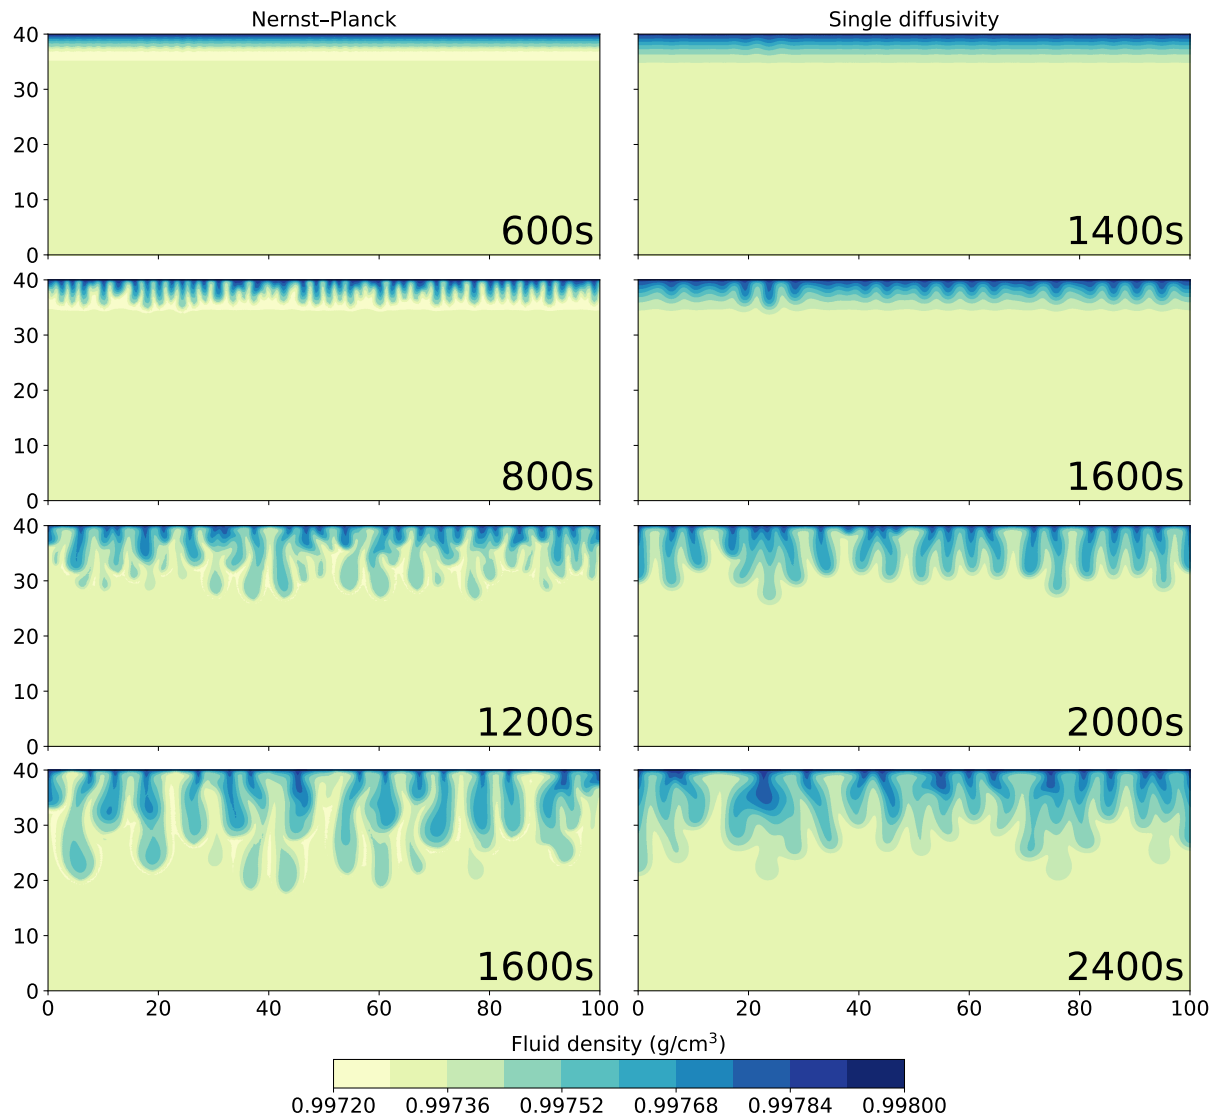 Nernst–Planck Single diffusivity
40
30
20
10
0
600s 1400s
40
30
20
10
0
800s 1600s
40
30
20
10
0
1200s 2000s
40
30
20
10
0
1600s 2400s
0 20 40 60 80 100 0 20 40 60 80 100
Fluid density (g/cm³)
0.99720 0.99736 0.99752 0.99768 0.99784 0.99800